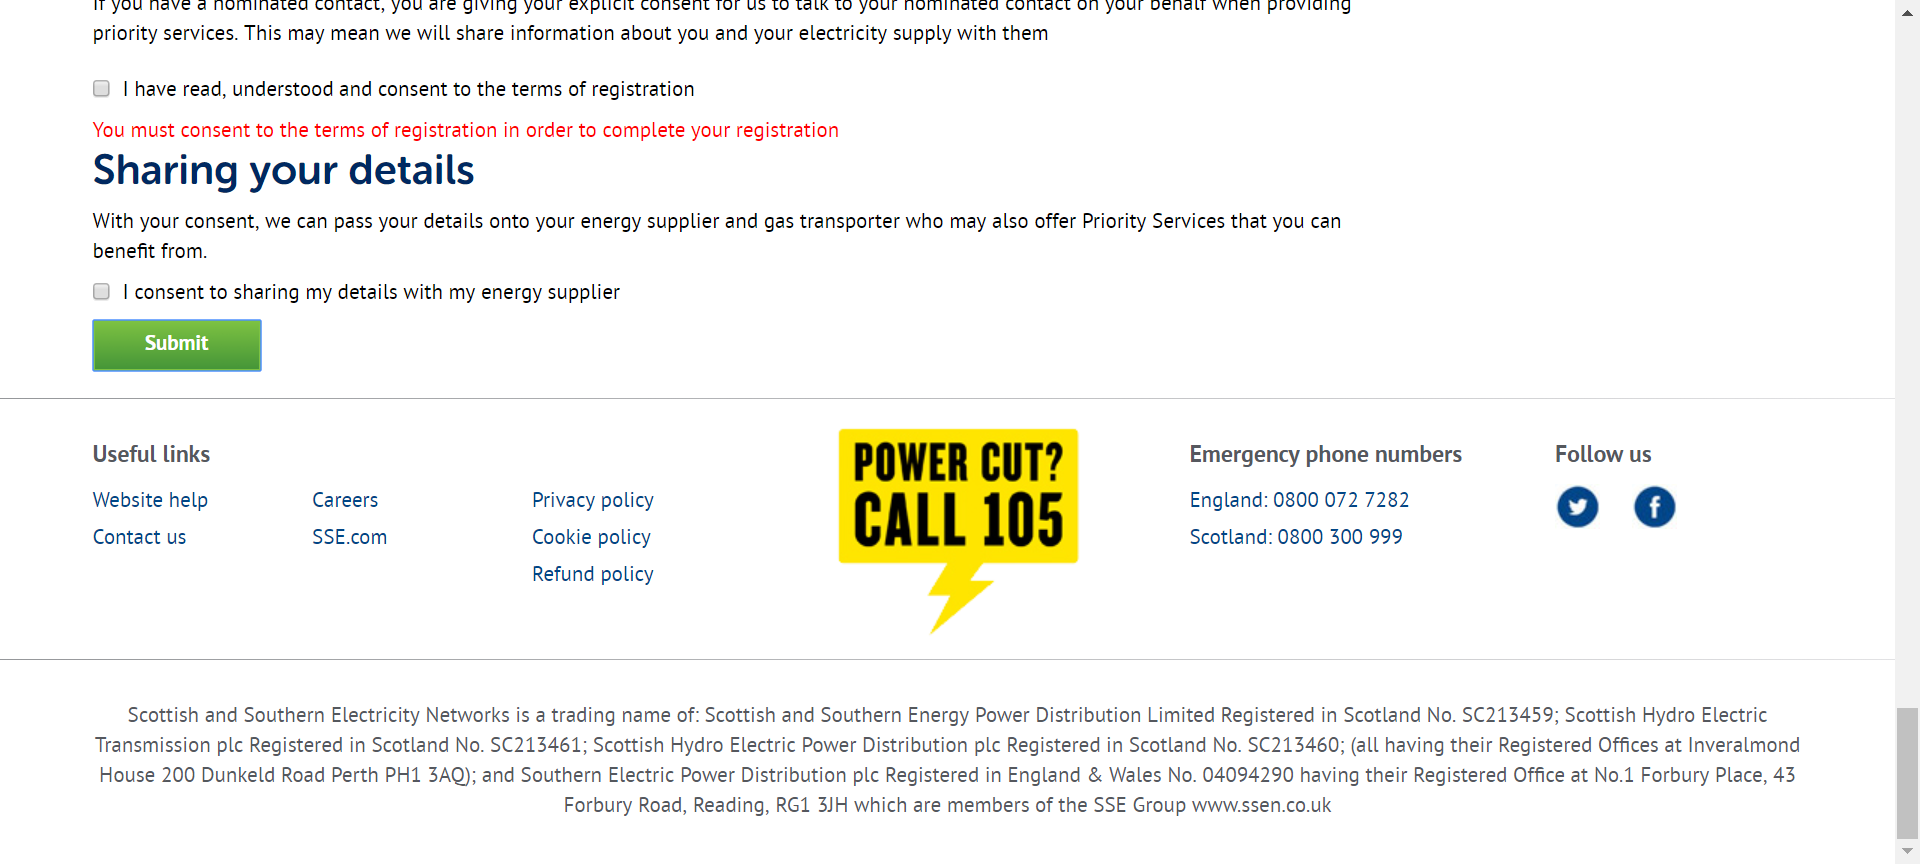 If you have a nominated contact, you are giving your explicit consent for us to talk to your nominated contact on your behalf when providing
priority services. This may mean we will share information about you and your electricity supply with them
I have read, understood and consent to the terms of registration
You must consent to the terms of registration in order to complete your registration
Sharing your details
With your consent, we can pass your details onto your energy supplier and gas transporter who may also offer Priority Services that you can
benefit from.
I consent to sharing my details with my energy supplier
Submit
Useful links
Website help
Contact us
Careers
SSE.com
Privacy policy
Cookie policy
Refund policy
POWER CUT?
CALL 105
Emergency phone numbers
England: 0800 072 7282
Scotland: 0800 300 999
Follow us
Scottish and Southern Electricity Networks is a trading name of: Scottish and Southern Energy Power Distribution Limited Registered in Scotland No. SC213459; Scottish Hydro Electric
Transmission plc Registered in Scotland No. SC213461; Scottish Hydro Electric Power Distribution plc Registered in Scotland No. SC213460; (all having their Registered Offices at Inveralmond
House 200 Dunkeld Road Perth PH1 3AQ); and Southern Electric Power Distribution plc Registered in England & Wales No. 04094290 having their Registered Office at No.1 Forbury Place, 43
Forbury Road, Reading, RG1 3JH which are members of the SSE Group www.ssen.co.uk